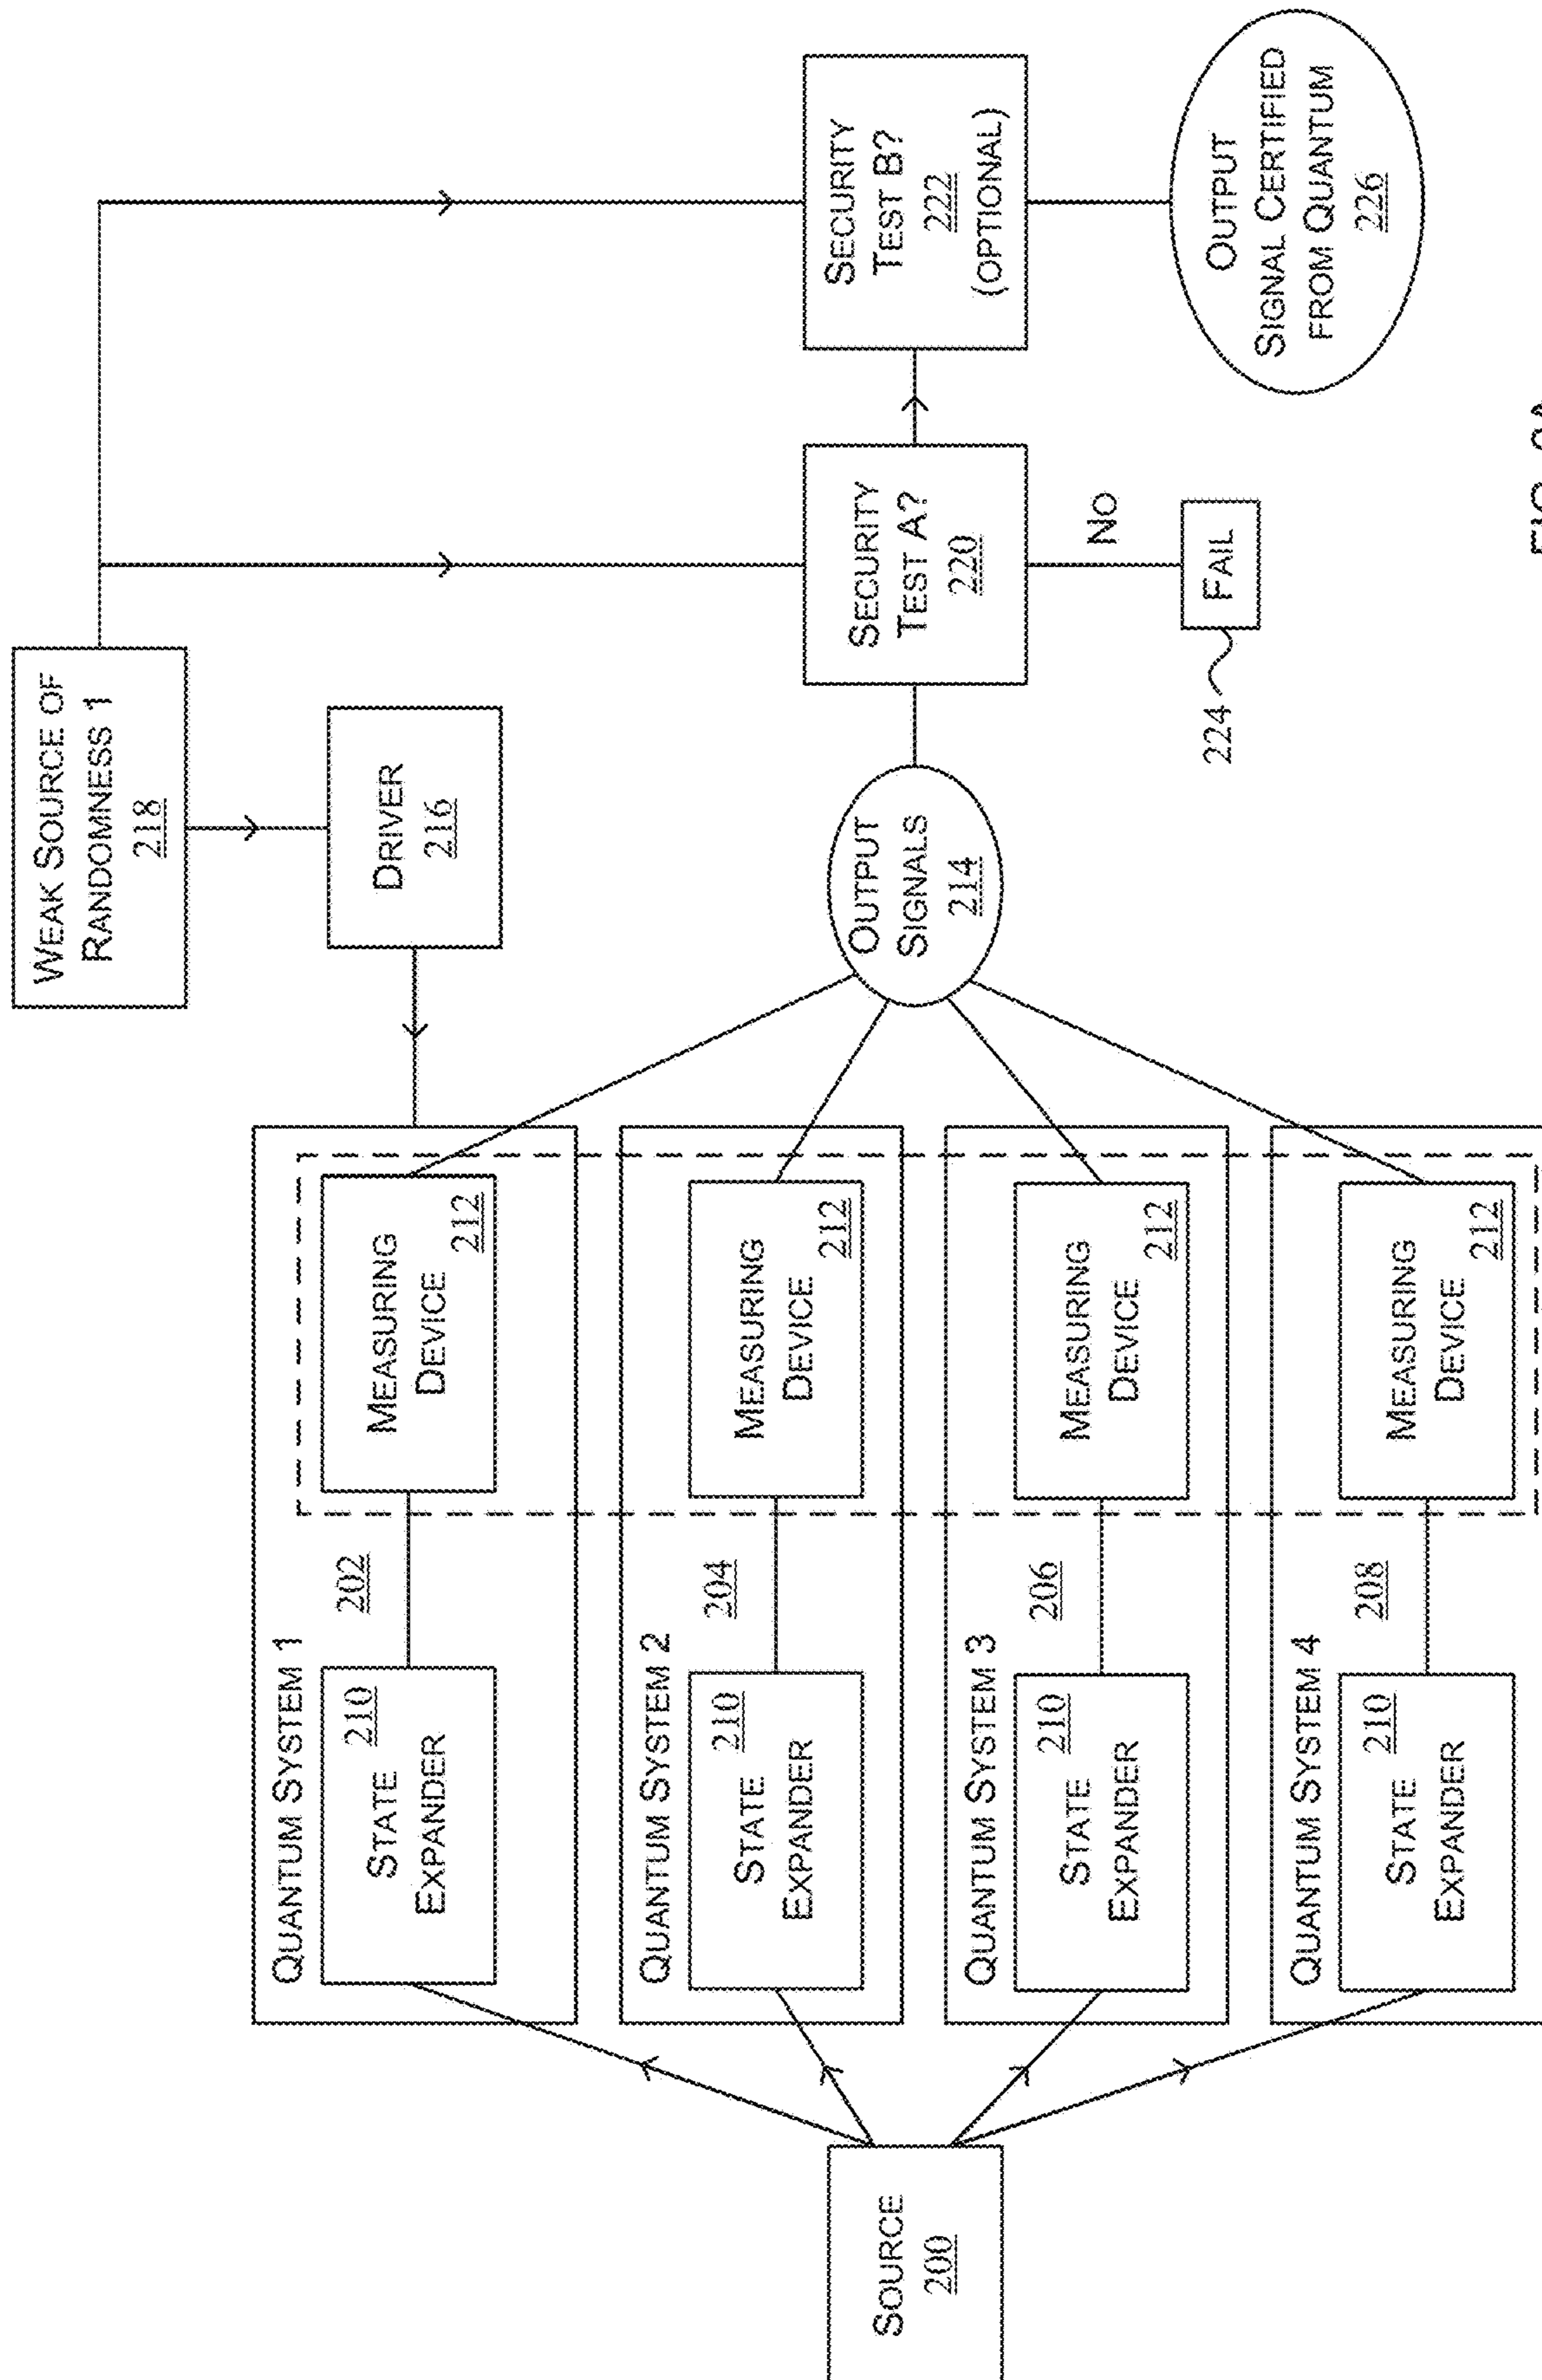 WEAK SOURCE OF
RANDOMNESS 1
218
DRIVER
216
QUANTUM SYSTEM 1
202
210
STATE
EXPANDER
MEASURING
DEVICE
212
QUANTUM SYSTEM 2
204
210
STATE
EXPANDER
MEASURING
DEVICE
212
QUANTUM SYSTEM 3
206
210
STATE
EXPANDER
MEASURING
DEVICE
212
QUANTUM SYSTEM 4
208
210
STATE
EXPANDER
MEASURING
DEVICE
212
SOURCE
200
OUTPUT
SIGNALS
214
SECURITY
TEST A?
220
NO
FAIL
224
SECURITY
TEST B?
222
(OPTIONAL)
OUTPUT
SIGNAL CERTIFIED
FROM QUANTUM
226